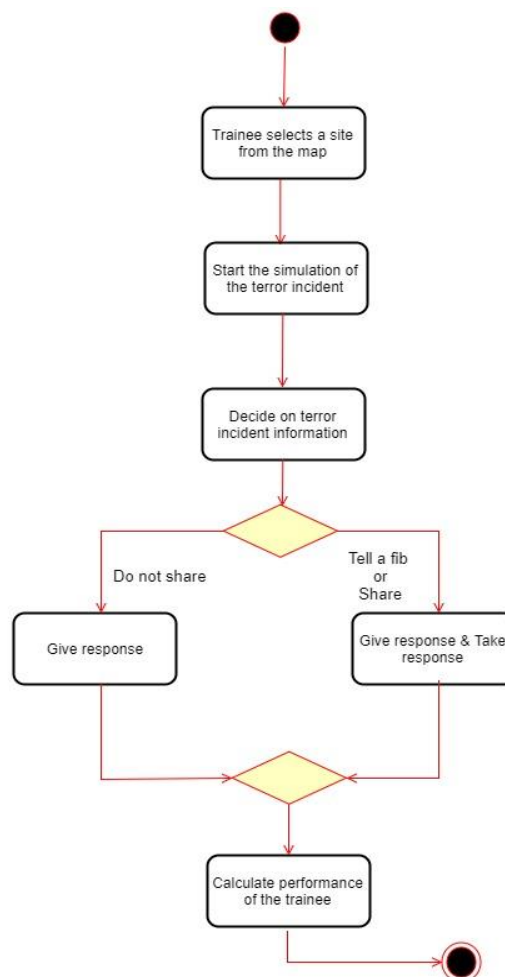 Trainee selects a site
from the map
Start the simulation of
the terror incident
Decide on terror
incident information
Do not share
Tell a fib
or
Share
Give response
Give response & Take
response
Calculate performance
of the trainee